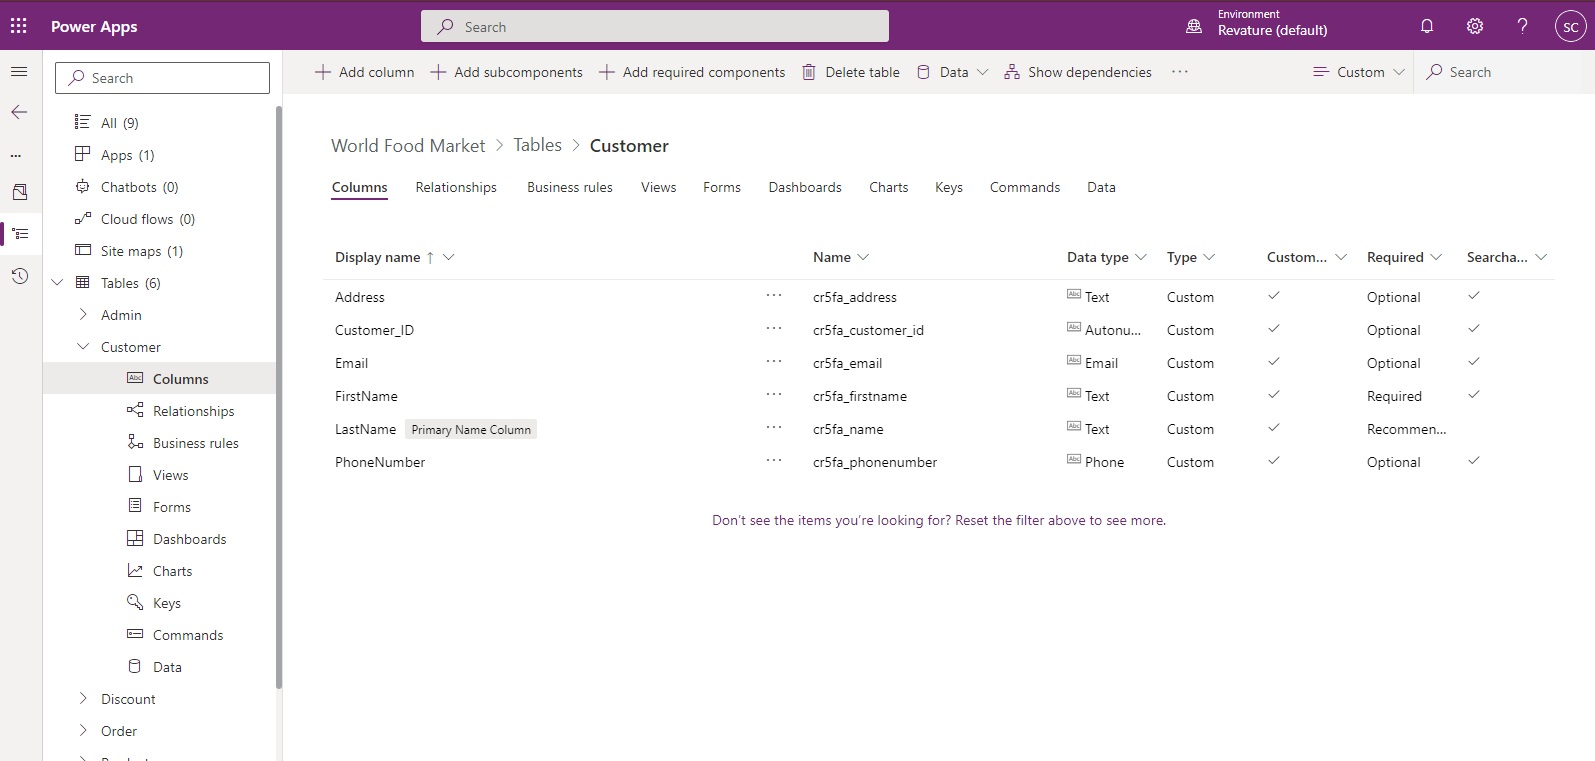 Power Apps
Search
Environment
Revature (default)
SC
Search
Add column
Add subcomponents
Add required components
Delete table
Data
Show dependencies
...
Custom
Search
...
All (9)
Apps (1)
Chatbots (0)
Cloud flows (0)
Site maps (1)
Tables (6)
Admin
Customer
Columns
Relationships
Business rules
Views
Forms
Dashboards
Charts
Keys
Commands
Data
Discount
Order
World Food Market > Tables > Customer
Columns Relationships Business rules Views Forms Dashboards Charts Keys Commands Data
Display name ↑ Name Data type Type Custom... Required Searcha...
Address ... cr5fa_address Abc Text Custom ✓ Optional ✓
Customer_ID ... cr5fa_customer_id Abc Autonu... Custom ✓ Optional ✓
Email ... cr5fa_email Abc Email Custom ✓ Optional ✓
FirstName ... cr5fa_firstname Abc Text Custom ✓ Required ✓
LastName Primary Name Column ... cr5fa_name Abc Text Custom ✓ Recommen...
PhoneNumber ... cr5fa_phonenumber Abc Phone Custom ✓ Optional ✓
Don't see the items you're looking for? Reset the filter above to see more.